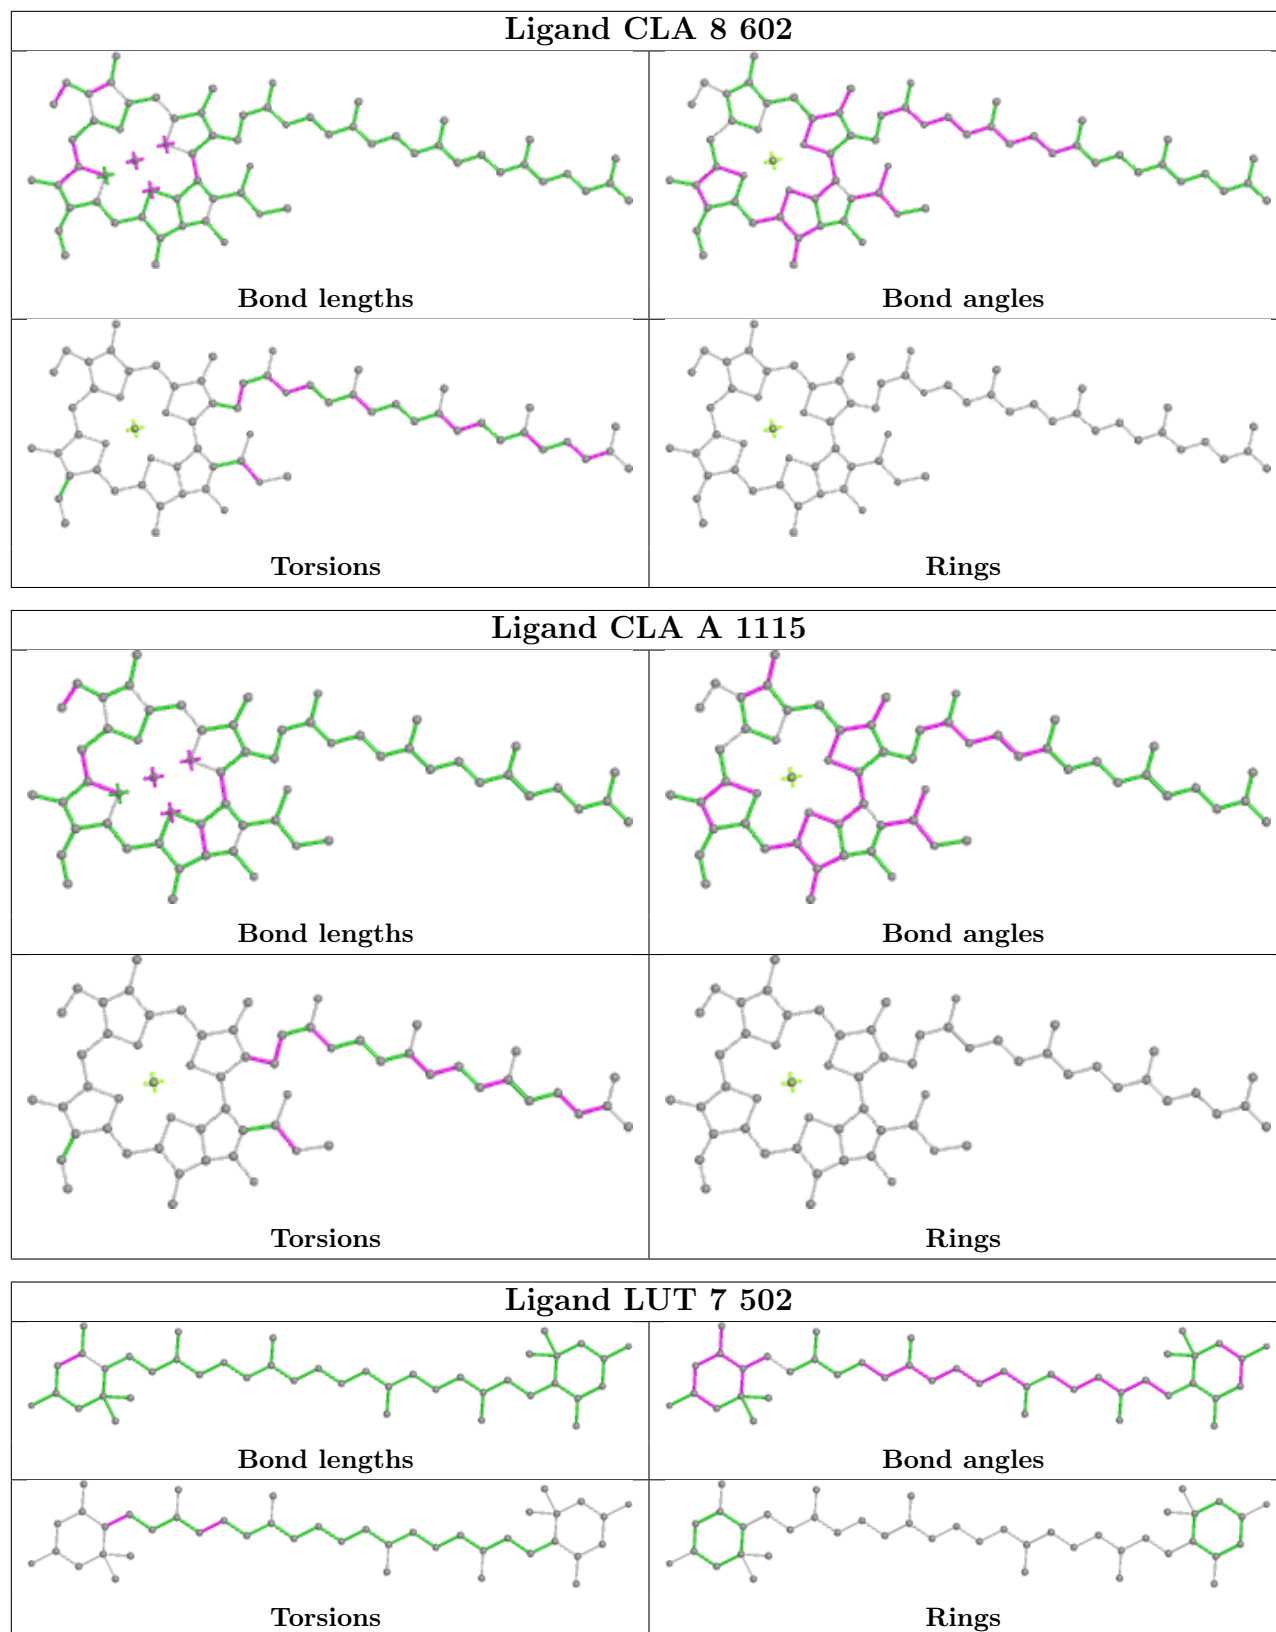 Ligand CLA 8 602
Bond lengths
Bond angles
Torsions
Rings
Ligand CLA A 1115
Bond lengths
Bond angles
Torsions
Rings
Ligand LUT 7 502
Bond lengths
Bond angles
Torsions
Rings